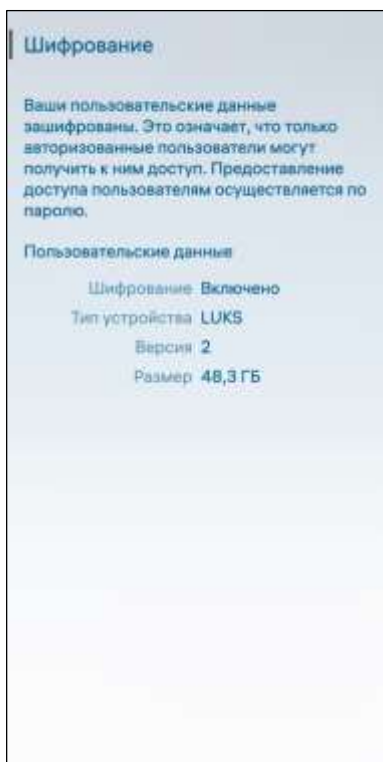 Шифрование
Ваши пользовательские данные
зашифрованы. Это означает, что только
авторизованные пользователи могут
получить к ним доступ. Предоставление
доступа пользователям осуществляется по
паролю.
Пользовательские данные
Шифрование Включено
Тип устройства LUKS
Версия 2
Размер 48,3 ГБ